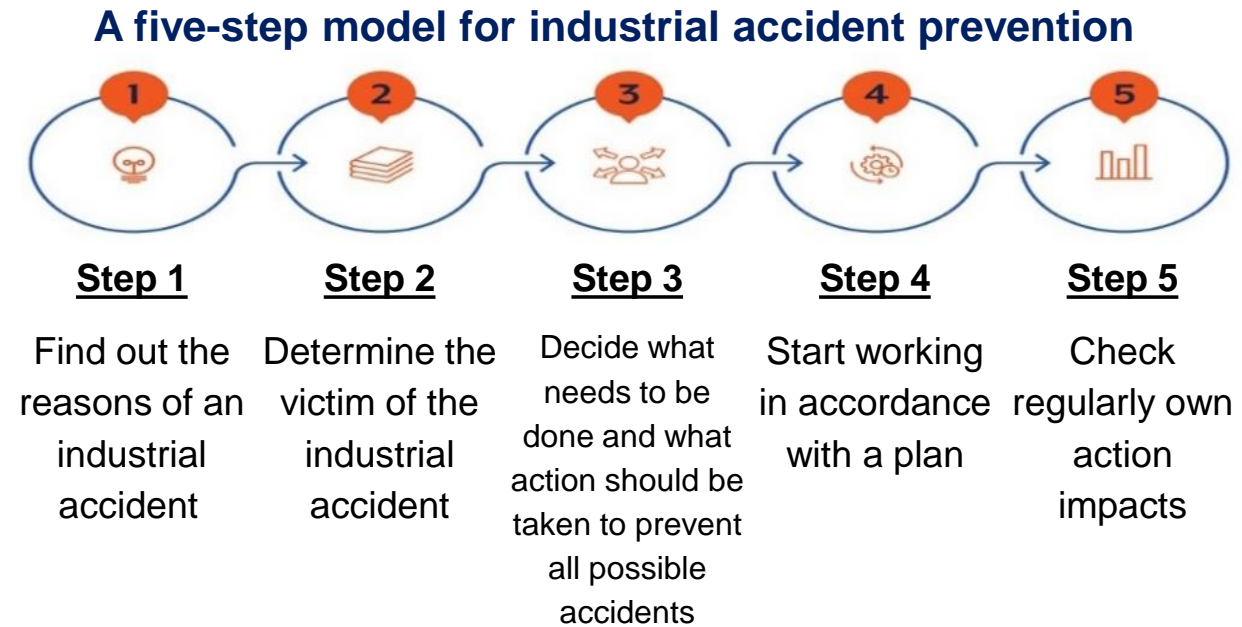 A five-step model for industrial accident prevention
1
2
3
4
5
Step 1
Find out the
reasons of an
industrial
accident
Step 2
Determine the
victim of the
industrial
accident
Step 3
Decide what
needs to be
done and what
action should be
taken to prevent
all possible
accidents
Step 4
Start working
in accordance
with a plan
Step 5
Check
regularly own
action
impacts